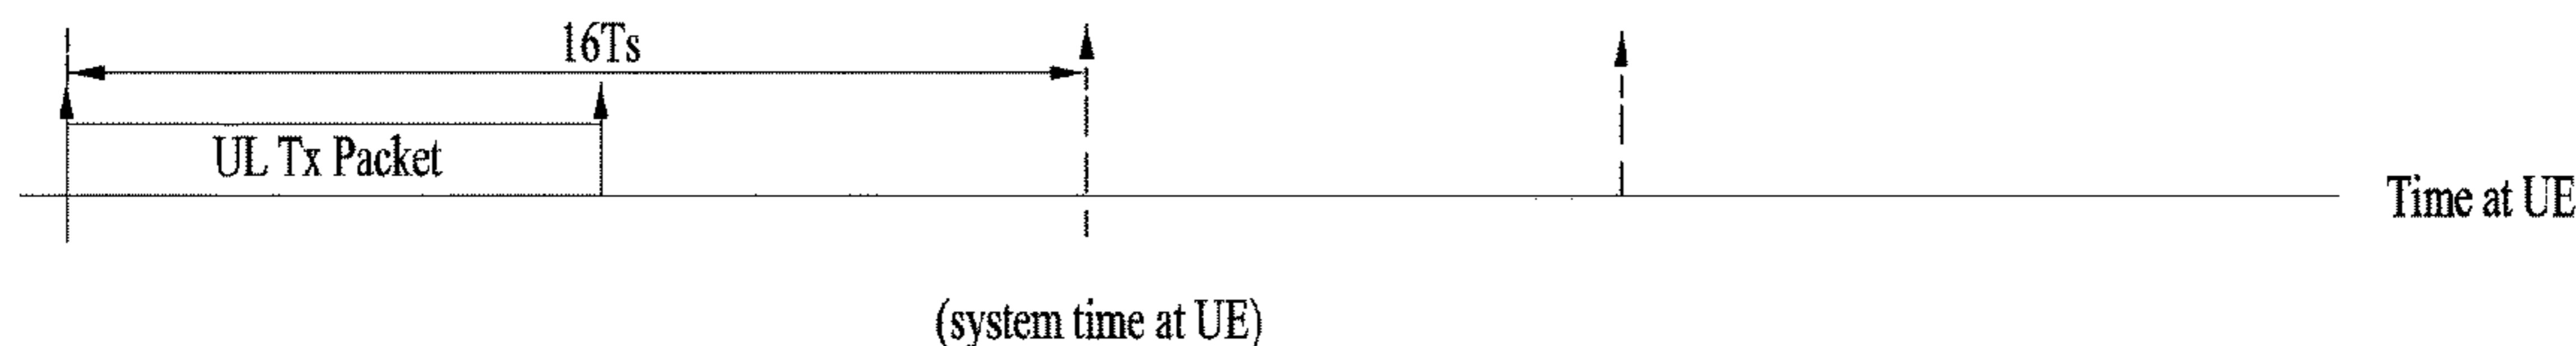 16Ts
UL Tx Packet
Time at UE
(system time at UE)